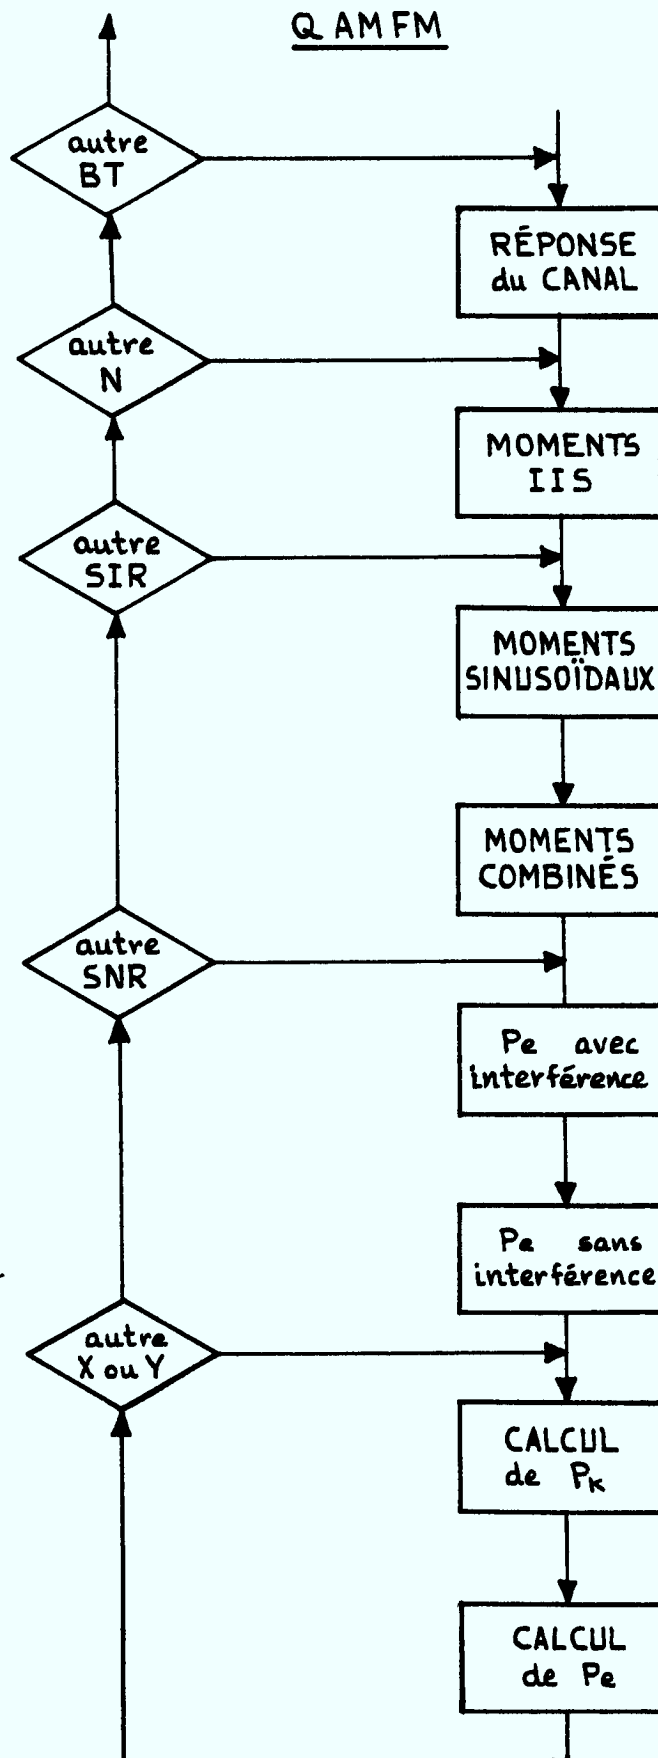 Q AM FM
autre
BT
RÉPONSE
du CANAL
autre
N
MOMENTS
IIS
autre
SIR
MOMENTS
SINUSOÏDAUX
MOMENTS
COMBINÉS
autre
SNR
Pe avec
interférence
Pe sans
interférence
autre
X ou Y
CALCUL
de Pk
CALCUL
de Pe